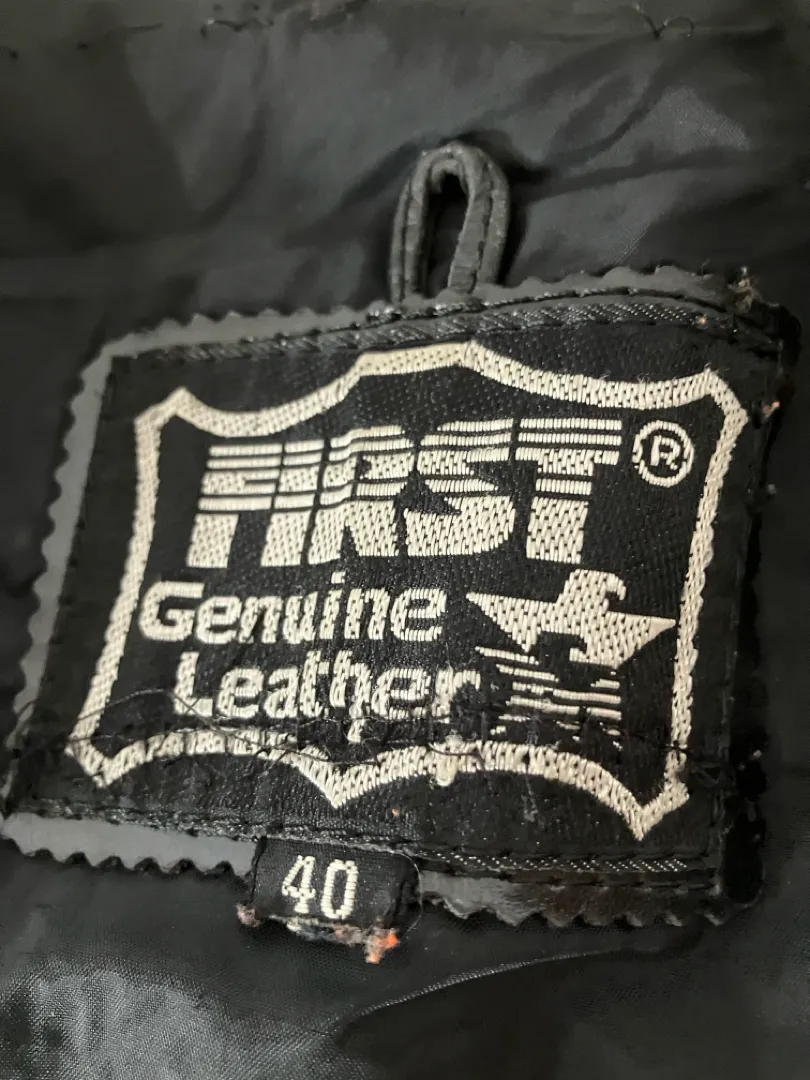 FIRST ®
Genuine
Leather
40